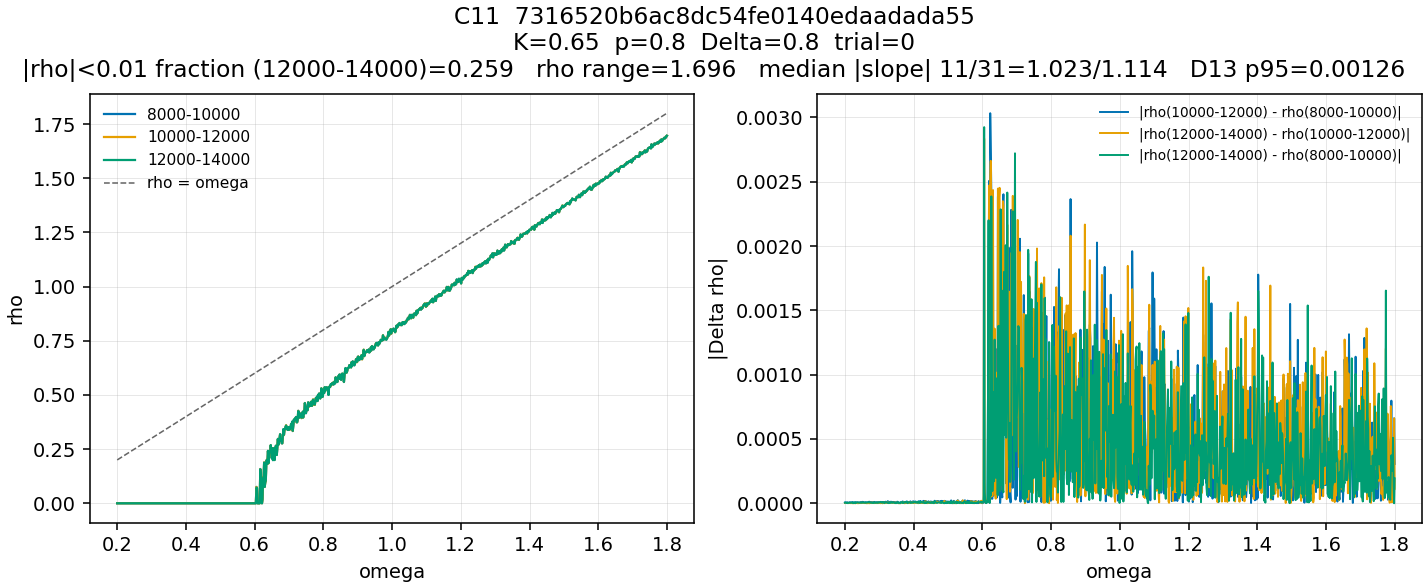 C11  7316520b6ac8dc54fe0140edaadada55
K=0.65  p=0.8  Delta=0.8  trial=0
|rho|<0.01 fraction (12000-14000)=0.259   rho range=1.696   median |slope| 11/31=1.023/1.114   D13 p95=0.00126
8000-10000
10000-12000
12000-14000
rho = omega
1.75
1.50
1.25
1.00
0.75
0.50
0.25
0.00
rho
0.2 0.4 0.6 0.8 1.0 1.2 1.4 1.6 1.8
omega
|rho(10000-12000) - rho(8000-10000)|
|rho(12000-14000) - rho(10000-12000)|
|rho(12000-14000) - rho(8000-10000)|
0.0030
0.0025
0.0020
0.0015
0.0010
0.0005
0.0000
|Delta rho|
0.2 0.4 0.6 0.8 1.0 1.2 1.4 1.6 1.8
omega